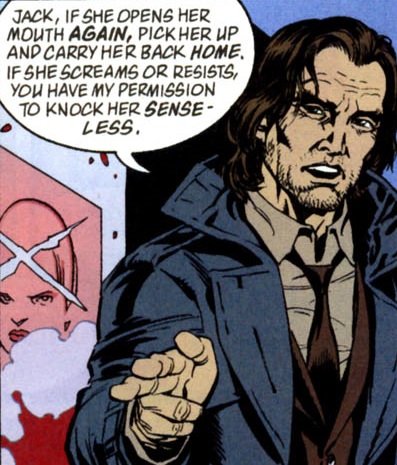 JACK, IF SHE OPENS HER
MOUTH AGAIN, PICK HER UP
AND CARRY HER BACK HOME.
IF SHE SCREAMS OR RESISTS,
YOU HAVE MY PERMISSION
TO KNOCK HER SENSE-
LESS.